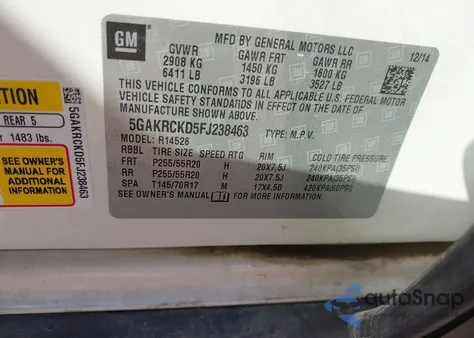 GM
MFD BY GENERAL MOTORS LLC
12/14
GVWR GAWR FRT GAWR RR
2908 KG 1450 KG 1600 KG
6411 LB 3196 LB 3527 LB
THIS VEHICLE CONFORMS TO ALL APPLICABLE U.S. FEDERAL MOTOR
VEHICLE SAFETY STANDARDS IN EFFECT ON THE DATE OF
MANUFACTURE SHOWN ABOVE.
5GAKRCKD5FJ238463 TYPE: M.P.V.
MODEL: R14526
RBBL TIRE SIZE SPEED RTG RIM COLD TIRE PRESSURE
FRT P255/55R20 H 20X7.5J 240KPA(35PSI)
RR P255/55R20 H 20X7.5J 240KPA(35PSI)
SPA T145/70R17 M 17X4.5B 420KPA(60PSI)
SEE OWNER'S MANUAL FOR MORE INFORMATION.
TION
REAR 5
r 1483 lbs.
SEE OWNER'S
MANUAL FOR
ADDITIONAL
INFORMATION
5GAKRCKD5FJ238463
autoSnap